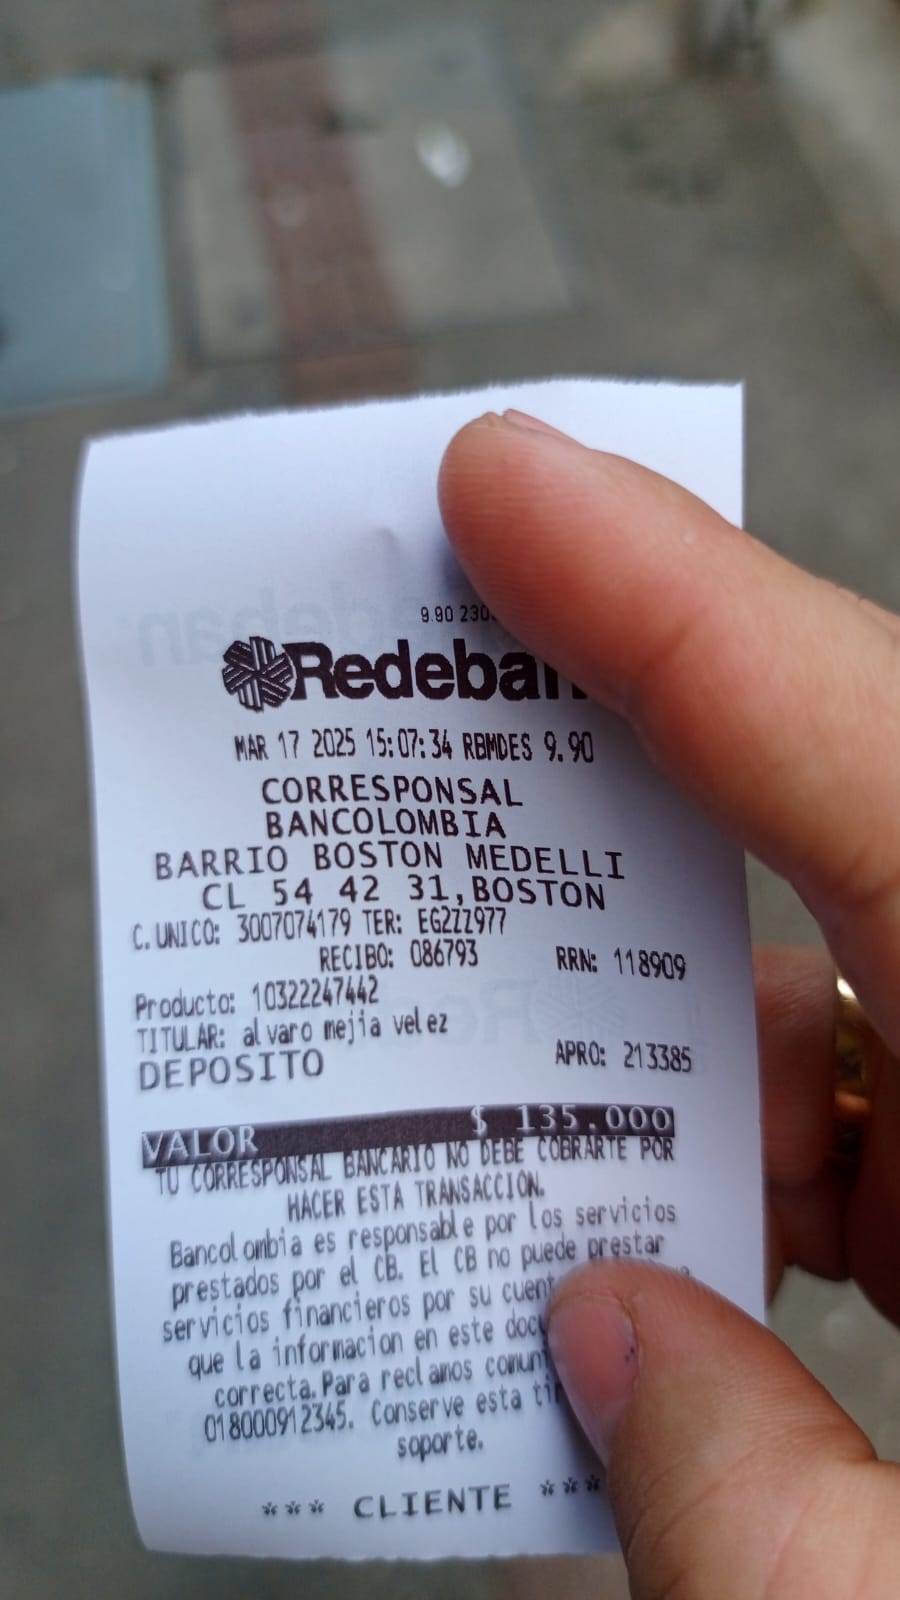 9.90 230
Redeban
MAR 17 2025 15:07:34 RBMDES 9.90
CORRESPONSAL
BANCOLOMBIA
BARRIO BOSTON MEDELLI
CL 54 42 31,BOSTON
C.UNICO: 3007074179 TER: EG2ZZ977
RECIBO: 086793 RRN: 118909
Producto: 10322247442
TITULAR: alvaro mejia velez
DEPOSITO APRO: 213385
VALOR $ 135.000
TU CORRESPONSAL BANCARIO NO DEBE COBRARTE POR
HACER ESTA TRANSACCION.
Bancolombia es responsable por los servicios
prestados por el CB. El CB no puede prestar
servicios financieros por su
que la informacion en este
correcta.Para reclamos
018000912345. Conserve esta
soporte.
*** CLIENTE ***